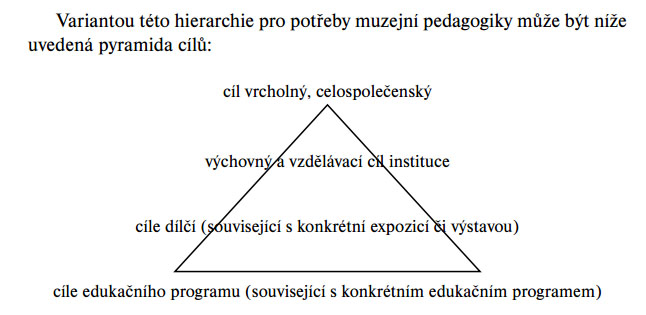 Variantou této hierarchie pro potřeby muzejní pedagogiky může být níže
uvedená pyramida cílů:
cíl vrcholný, celospolečenský
výchovný a vzdělávací cíl instituce
cíle dílčí (související s konkrétní expozicí či výstavou)
cíle edukačního programu (související s konkrétním edukačním programem)